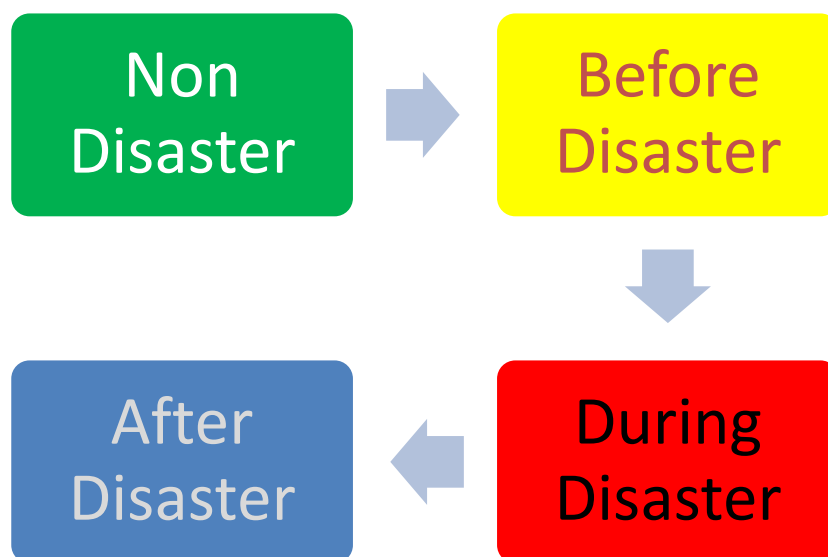 Non
Disaster
Before
Disaster
During
Disaster
After
Disaster